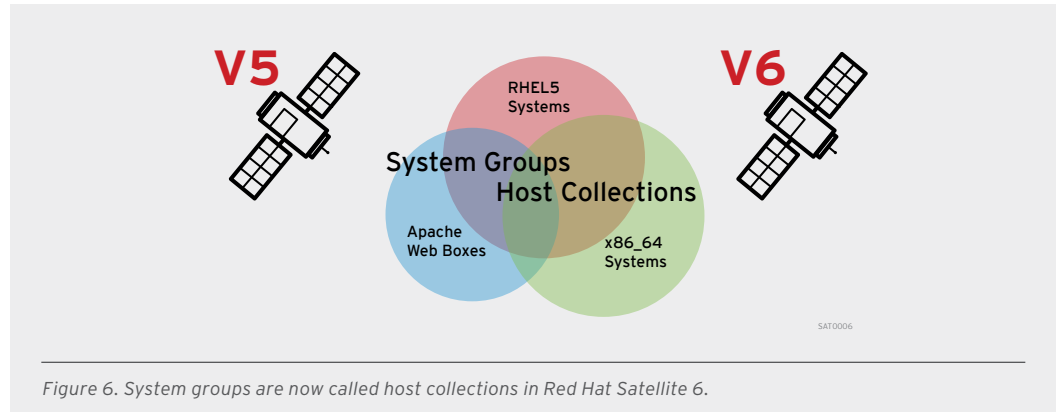 V5
V6
RHEL5
Systems
System Groups
Host Collections
Apache
Web Boxes
x86_64
Systems
SAT0006
Figure 6. System groups are now called host collections in Red Hat Satellite 6.